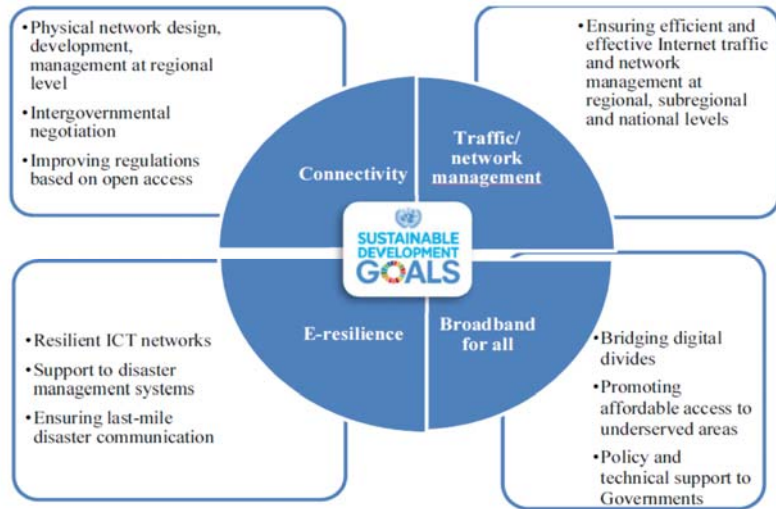 •Physical network design,
development,
management at regional
level
•Intergovernmental
negotiation
•Improving regulations
based on open access
•Ensuring efficient and
effective Internet traffic
and network
management at
regional, subregional
and national levels
Connectivity
Traffic/
network
management
SUSTAINABLE
DEVELOPMENT
GOALS
E-resilience
Broadband
for all
•Resilient ICT networks
•Support to disaster
management systems
•Ensuring last-mile
disaster communication
•Bridging digital
divides
•Promoting
affordable access to
underserved areas
•Policy and
technical support to
Governments